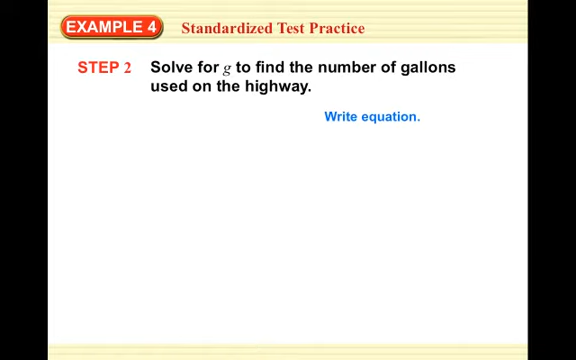 EXAMPLE 4 Standardized Test Practice
STEP 2 Solve for g to find the number of gallons
used on the highway.
Write equation.